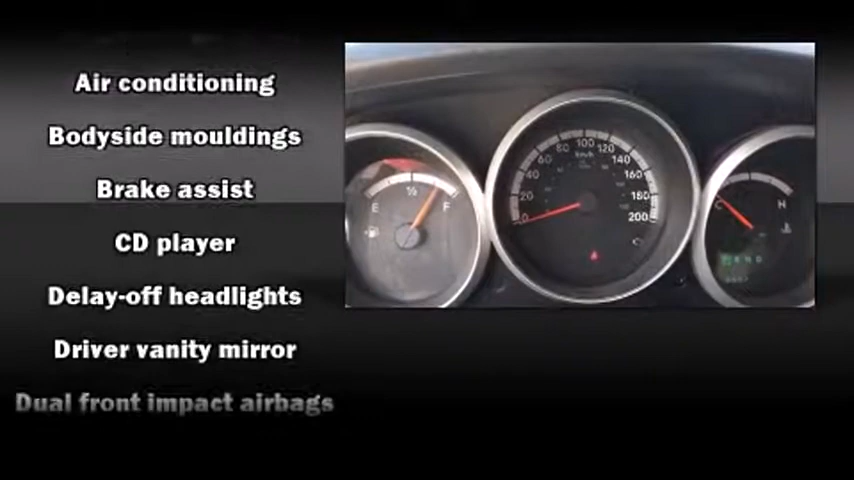 Air conditioning
Bodyside mouldings
Brake assist
CD player
Delay-off headlights
Driver vanity mirror
Dual front impact airbags
E ½ F
0 20 40 60 80 100 120 140 160 180 200
km/h
C H